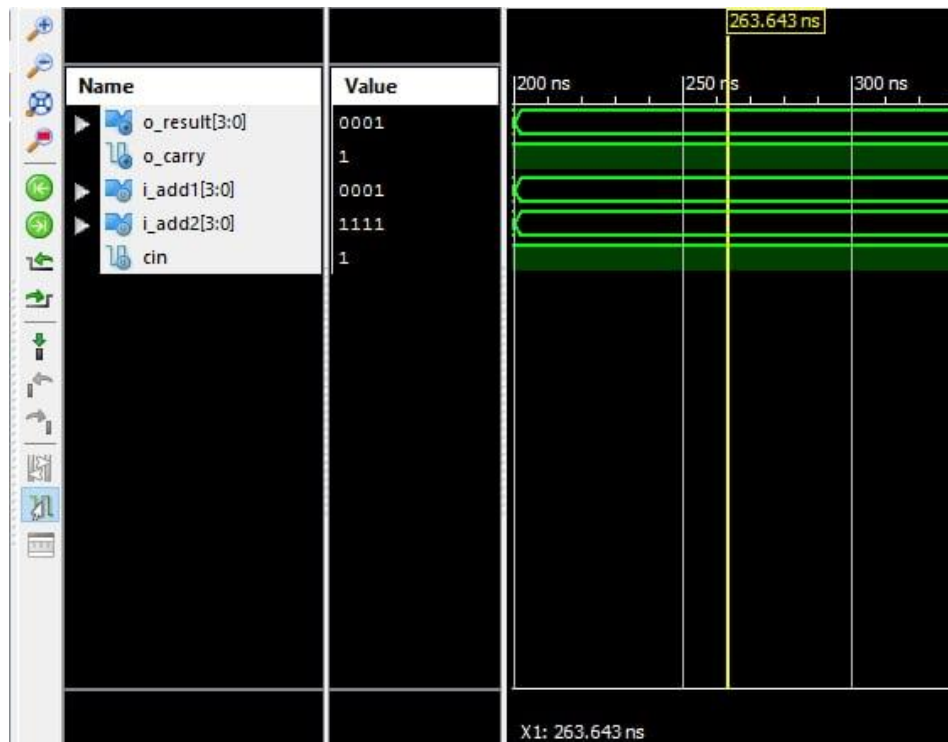 263.643 ns
Name Value 200 ns 250 ns 300 ns
o_result[3:0] 0001
o_carry 1
i_add1[3:0] 0001
i_add2[3:0] 1111
cin 1
X1: 263.643 ns